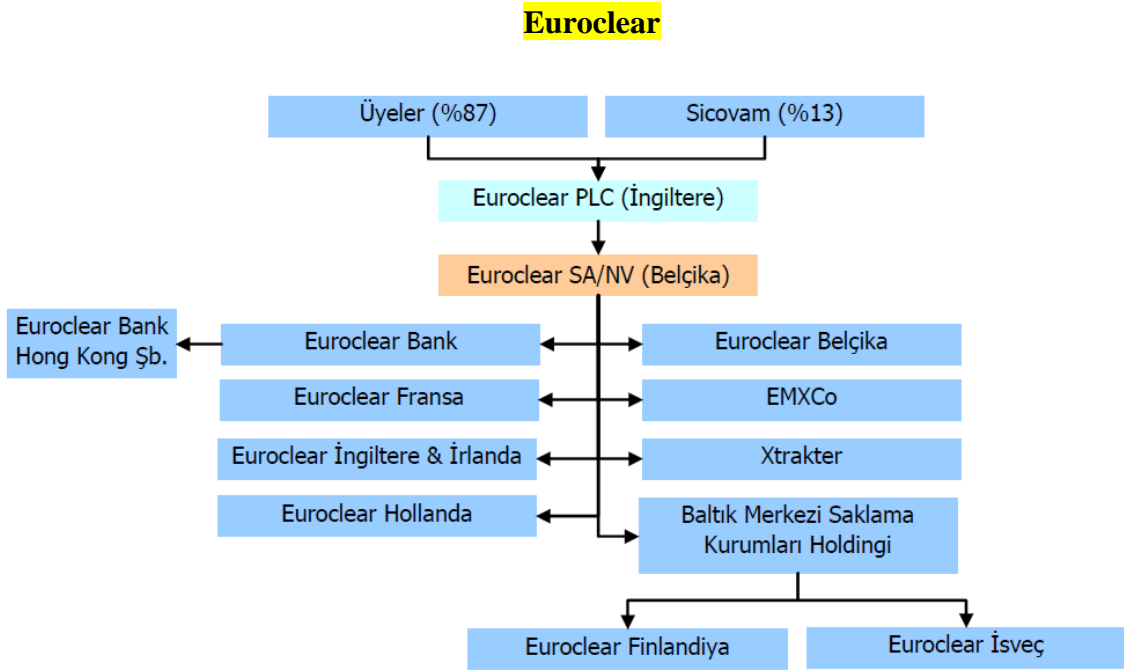 Euroclear
Üyeler (%87)
Sicovam (%13)
Euroclear PLC (İngiltere)
Euroclear SA/NV (Belçika)
Euroclear Bank
Hong Kong Şb.
Euroclear Bank
Euroclear Belçika
Euroclear Fransa
EMXCo
Euroclear İngiltere & İrlanda
Xtrakter
Euroclear Hollanda
Baltık Merkezi Saklama
Kurumları Holdingi
Euroclear Finlandiya
Euroclear İsveç